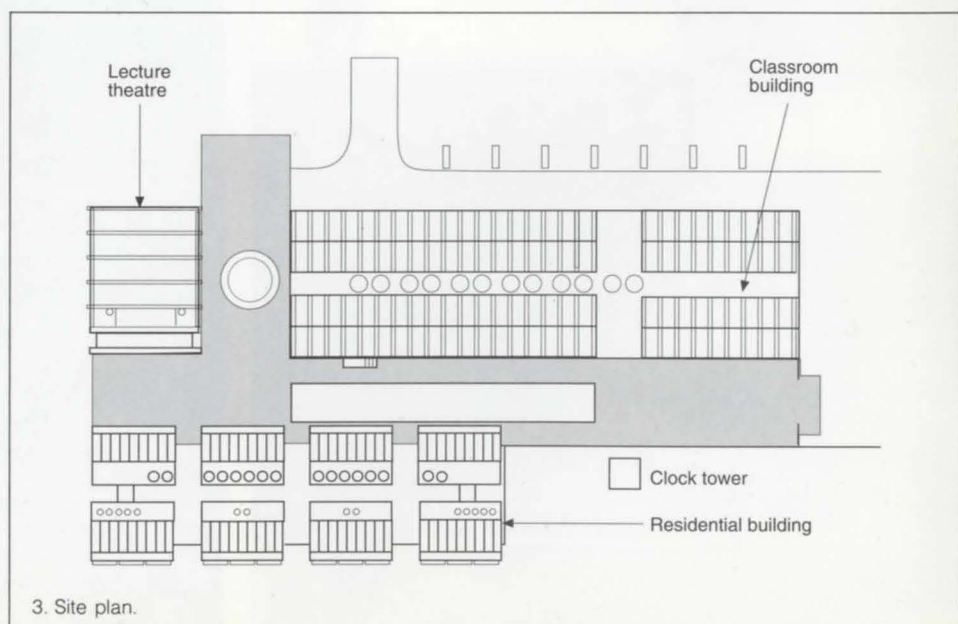 Lecture
theatre
Classroom
building
Clock tower
Residential building
3. Site plan.